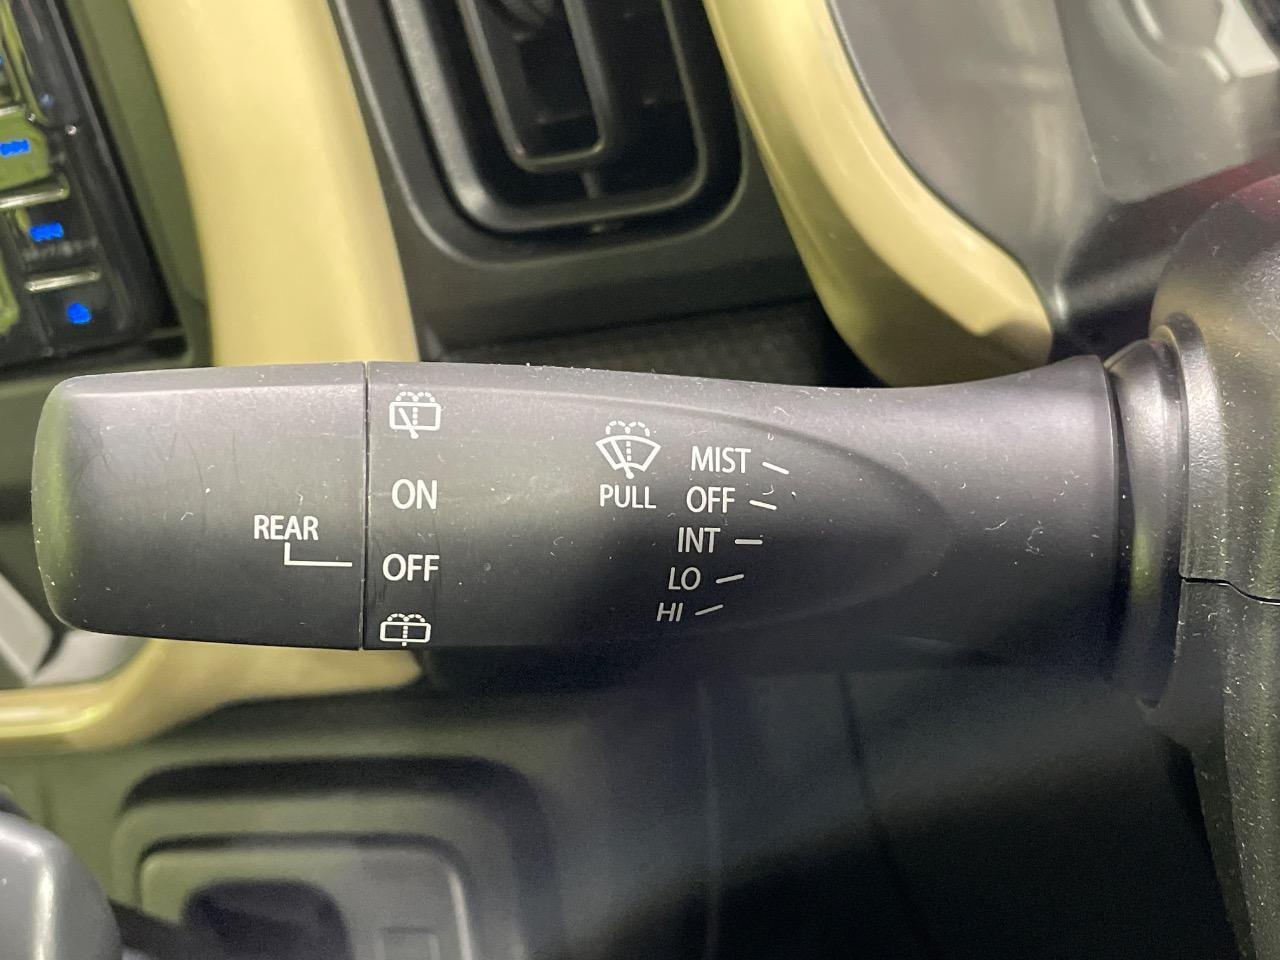 MIST
PULL OFF
ON
INT
REAR
OFF
LO
HI